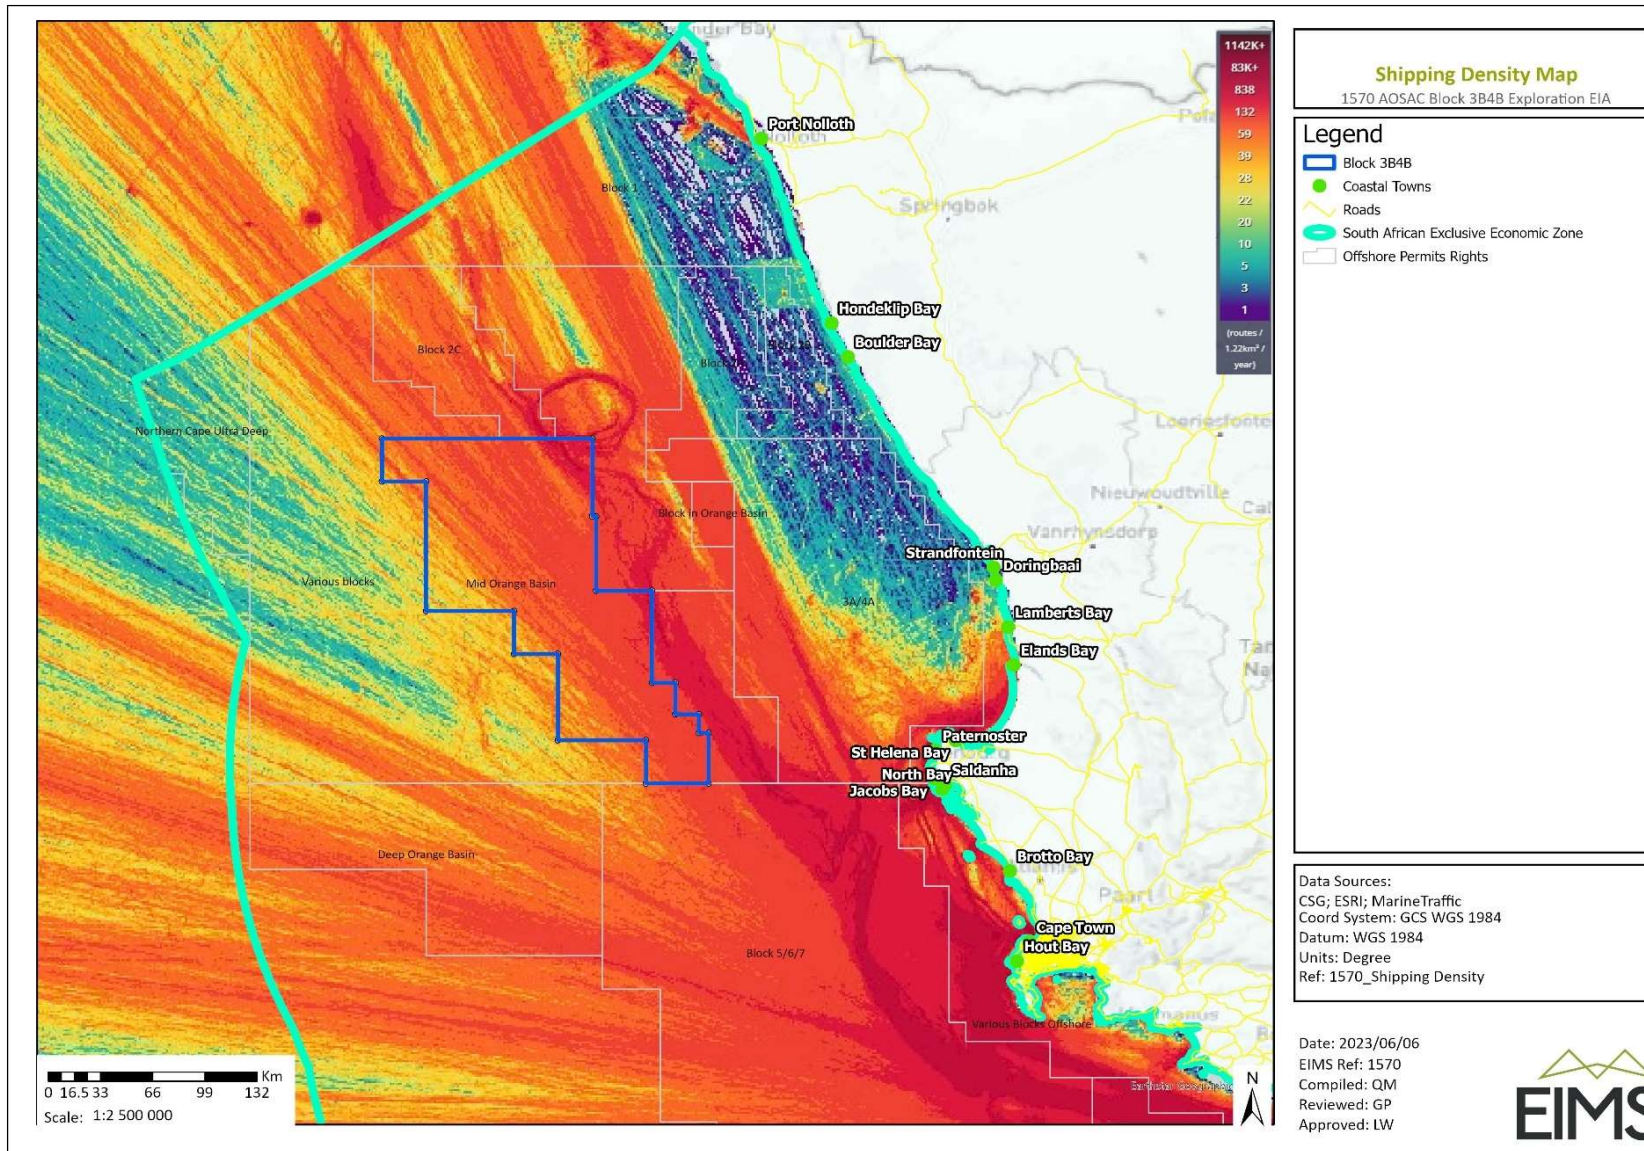 Port Nolloth
Block 1
Springbok
Hondeklip Bay
Boulder Bay
Block 2C
Northern Cape Ultra Deep
Nieuwoudtville
Vanrhynsdorp
Block in Orange Basin
Strandfontein
Doringbaai
Various blocks
Mid Orange Basin
3A/4A
Lamberts Bay
Elands Bay
Paternoster
St Helena Bay
North Bay
Saldanha
Jacobs Bay
Deep Orange Basin
Brotto Bay
Paarl
Cape Town
Hout Bay
Block 5/6/7
Various Blocks Offshore
1142K+
83K+
838
132
59
39
28
22
20
10
5
3
1
(routes /
1.22km² /
year)
0 16.5 33 66 99 132 Km
Scale: 1:2 500 000
N
Shipping Density Map
1570 AOSAC Block 3B4B Exploration EIA
Legend
Block 3B4B
Coastal Towns
Roads
South African Exclusive Economic Zone
Offshore Permits Rights
Data Sources:
CSG; ESRI; MarineTraffic
Coord System: GCS WGS 1984
Datum: WGS 1984
Units: Degree
Ref: 1570_Shipping Density
Date: 2023/06/06
EIMS Ref: 1570
Compiled: QM
Reviewed: GP
Approved: LW
EIMS